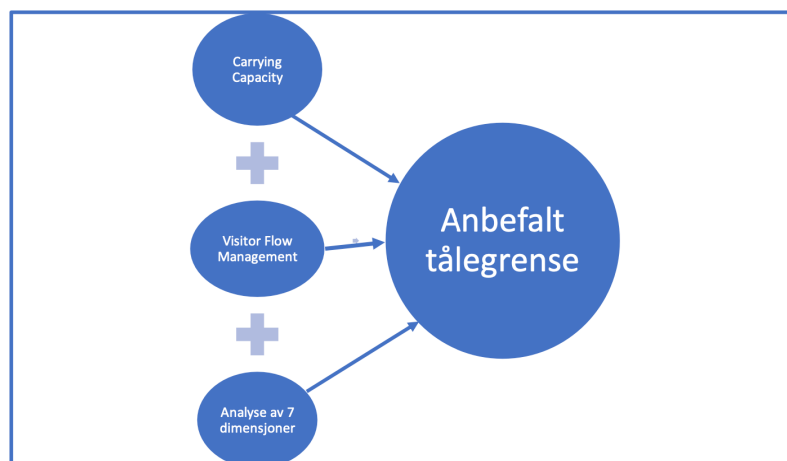 Carrying
Capacity
Visitor Flow
Management
Analyse av 7
dimensjoner
Anbefalt
tålegrense